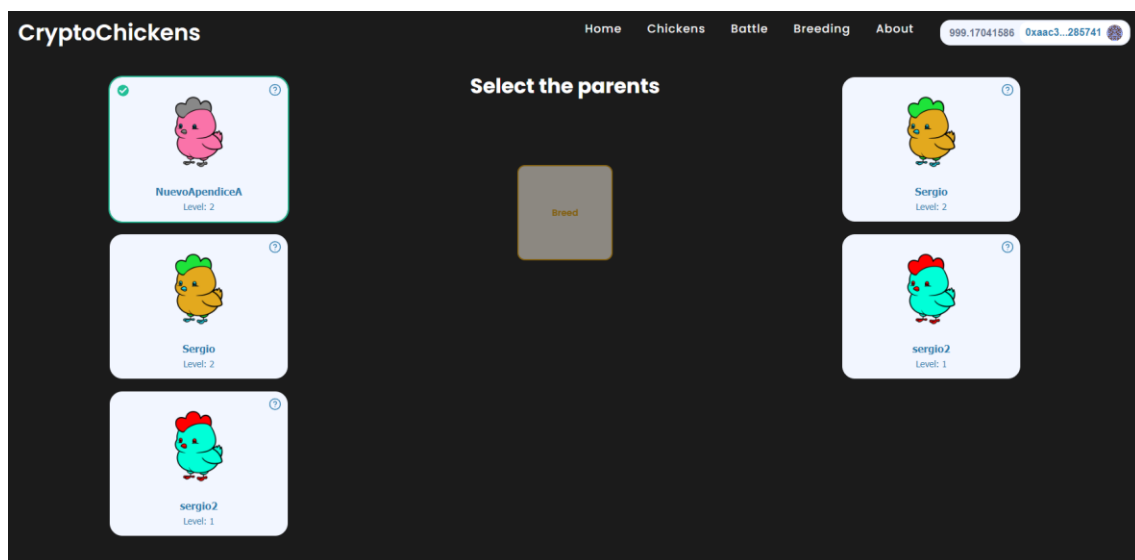 CryptoChickens
Home Chickens Battle Breeding About 999.17041586 0xaac3...285741
Select the parents
NuevoApendiceA
Level: 2
Sergio
Level: 2
sergio2
Level: 1
Breed
Sergio
Level: 2
sergio2
Level: 1